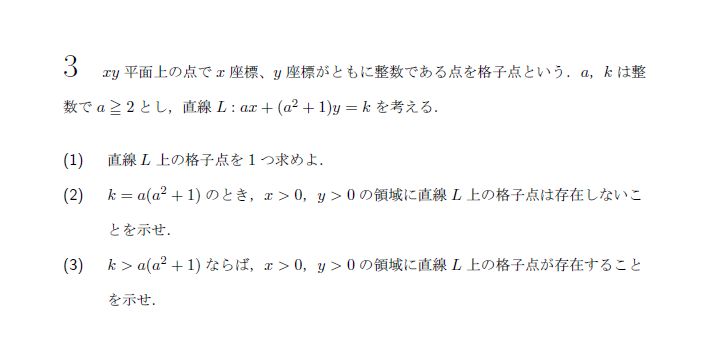 3 xy 平面上の点で x 座標、y 座標がともに整数である点を格子点という．a，k は整
数で a ≧ 2 とし，直線 L : ax + (a² + 1)y = k を考える．
(1) 直線 L 上の格子点を 1 つ求めよ．
(2) k = a(a² + 1) のとき，x > 0，y > 0 の領域に直線 L 上の格子点は存在しないこ
とを示せ．
(3) k > a(a² + 1) ならば，x > 0，y > 0 の領域に直線 L 上の格子点が存在すること
を示せ．